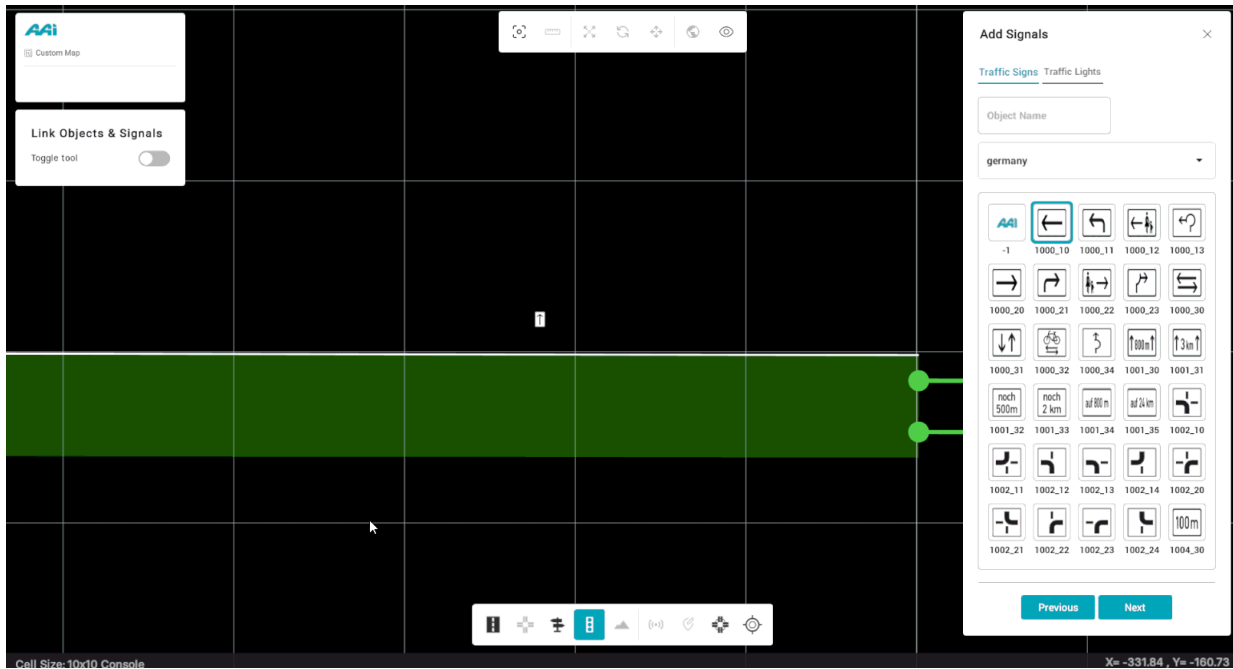 AAi
Custom Map
Link Objects & Signals
Toggle tool
Add Signals
Traffic Signs Traffic Lights
Object Name
germany
AAI
-1 1000_10 1000_11 1000_12 1000_13
1000_20 1000_21 1000_22 1000_23 1000_30
800m 3 km
1000_31 1000_32 1000_34 1001_30 1001_31
noch 500m noch 2 km auf 800 m auf 24 km
1001_32 1001_33 1001_34 1001_35 1002_10
1002_11 1002_12 1002_13 1002_14 1002_20
100m
1002_21 1002_22 1002_23 1002_24 1004_30
Previous Next
Cell Size: 10x10 Console
X= -331.84 , Y= -160.73